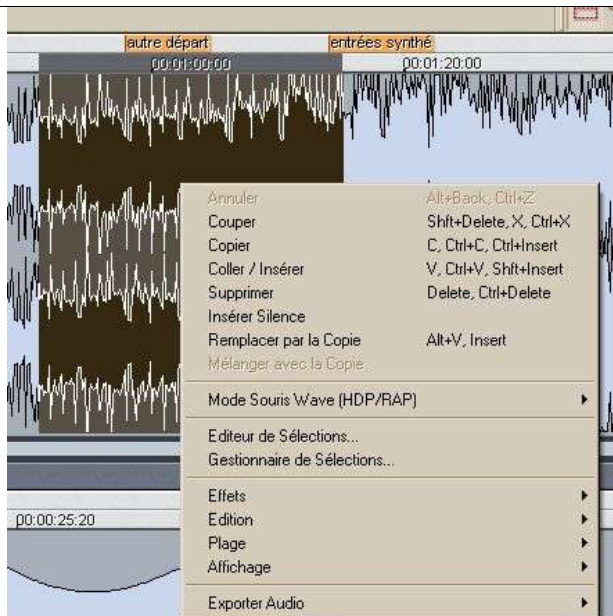 autre départ entrées synthé
00:01:00:00 00:01:20:00
Annuler Alt+Back, Ctrl+Z
Couper Shft+Delete, X, Ctrl+X
Copier C, Ctrl+C, Ctrl+Insert
Coller / Insérer V, Ctrl+V, Shft+Insert
Supprimer Delete, Ctrl+Delete
Insérer Silence
Remplacer par la Copie Alt+V, Insert
Mélanger avec la Copie
Mode Souris Wave (HDP/RAP)
Editeur de Sélections...
Gestionnaire de Sélections...
00:00:25:20
Effets
Edition
Plage
Affichage
Exporter Audio